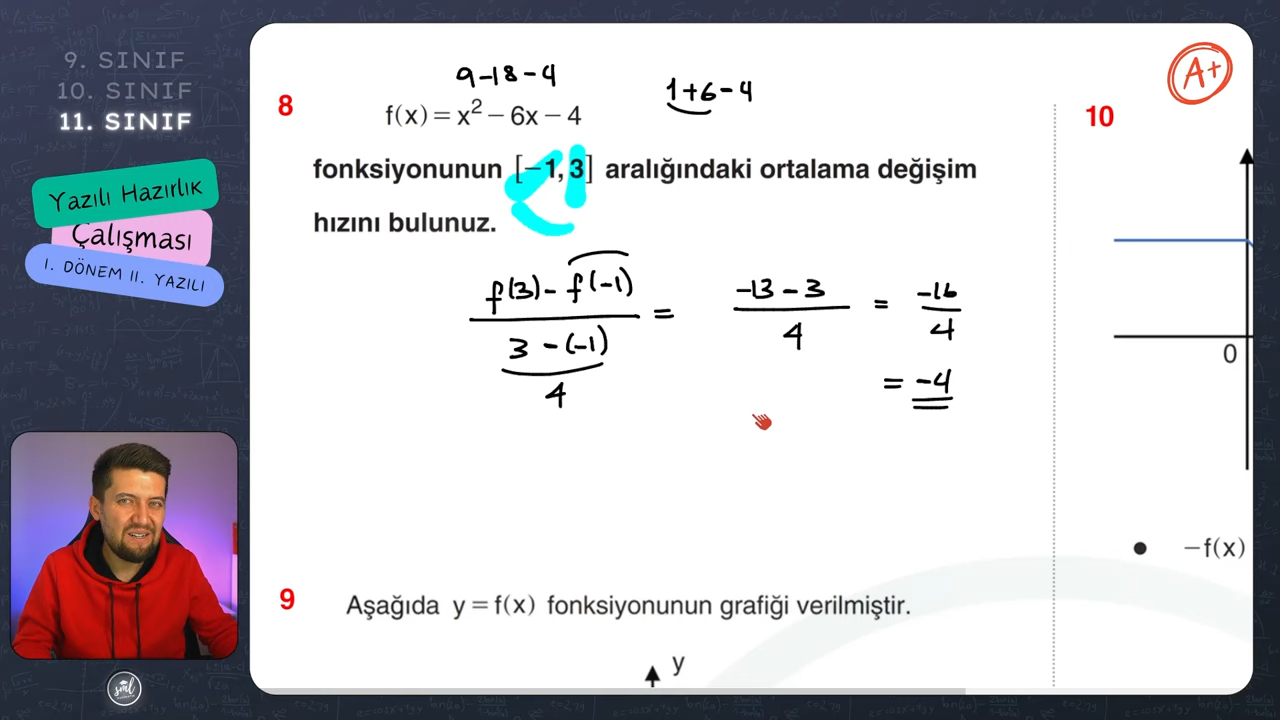 9. SINIF
10. SINIF
11. SINIF
Yazılı Hazırlık
Çalışması
I. DÖNEM II. YAZILI
sml
A+
9-18-4
1+6-4
8
f(x) = x² − 6x − 4
fonksiyonunun [−1, 3] aralığındaki ortalama değişim
hızını bulunuz.
f(3) - f(-1)
3 - (-1)
4
=
-13 - 3
4
=
-16
4
= -4
9
Aşağıda y = f(x) fonksiyonunun grafiği verilmiştir.
y
10
0
• −f(x)